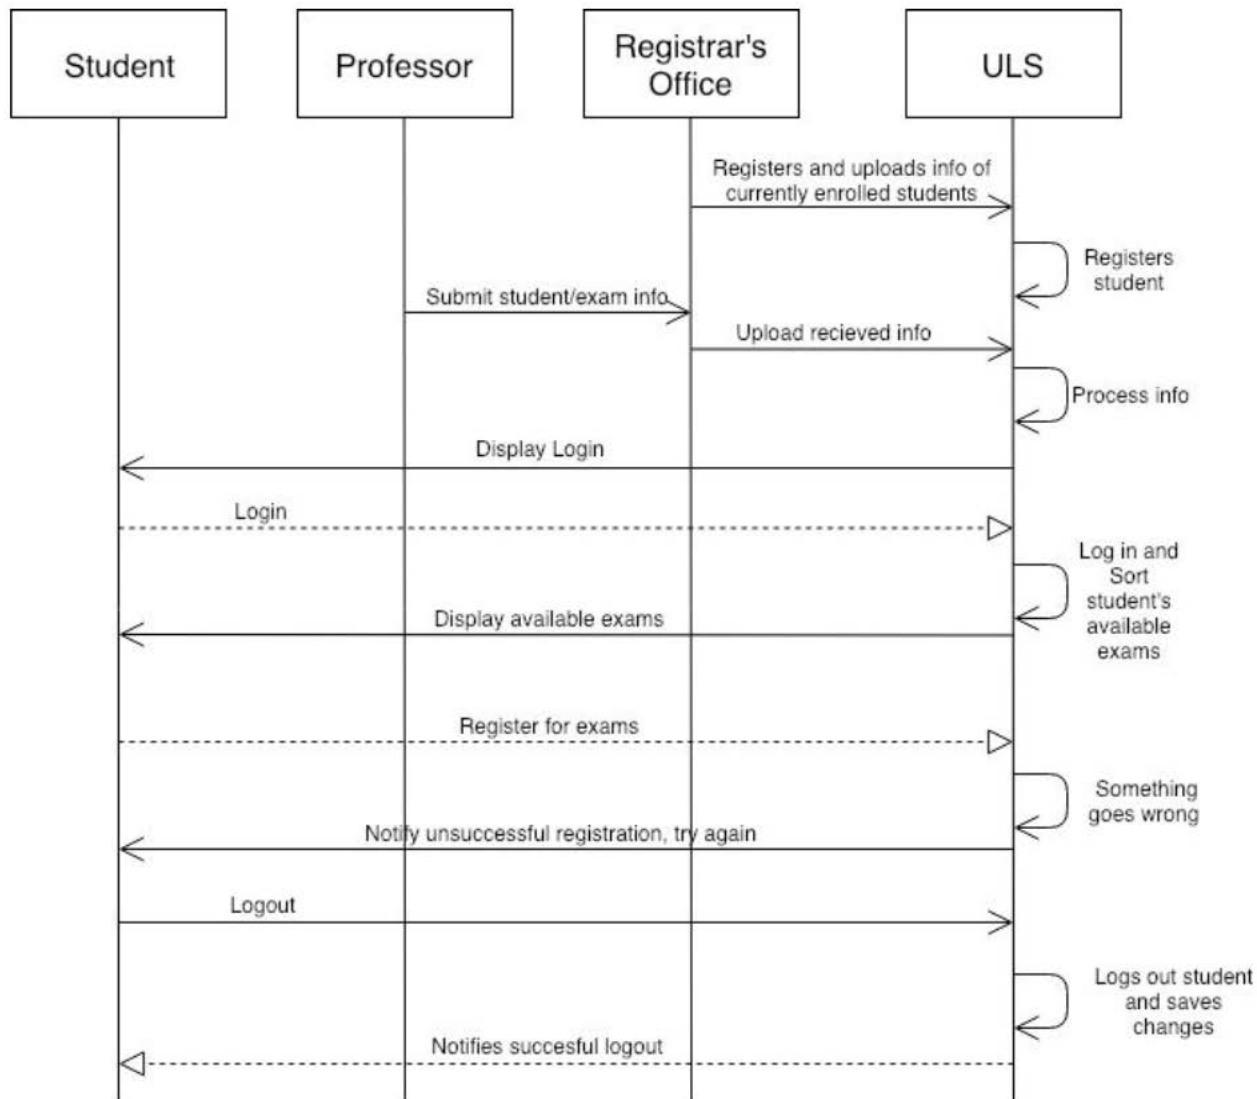 Student
Professor
Registrar's
Office
ULS
Registers and uploads info of
currently enrolled students
Registers
student
Submit student/exam info
Upload recieved info
Process info
Display Login
Login
Log in and
Sort
student's
available
exams
Display available exams
Register for exams
Something
goes wrong
Notify unsuccessful registration, try again
Logout
Logs out student
and saves
changes
Notifies succesful logout